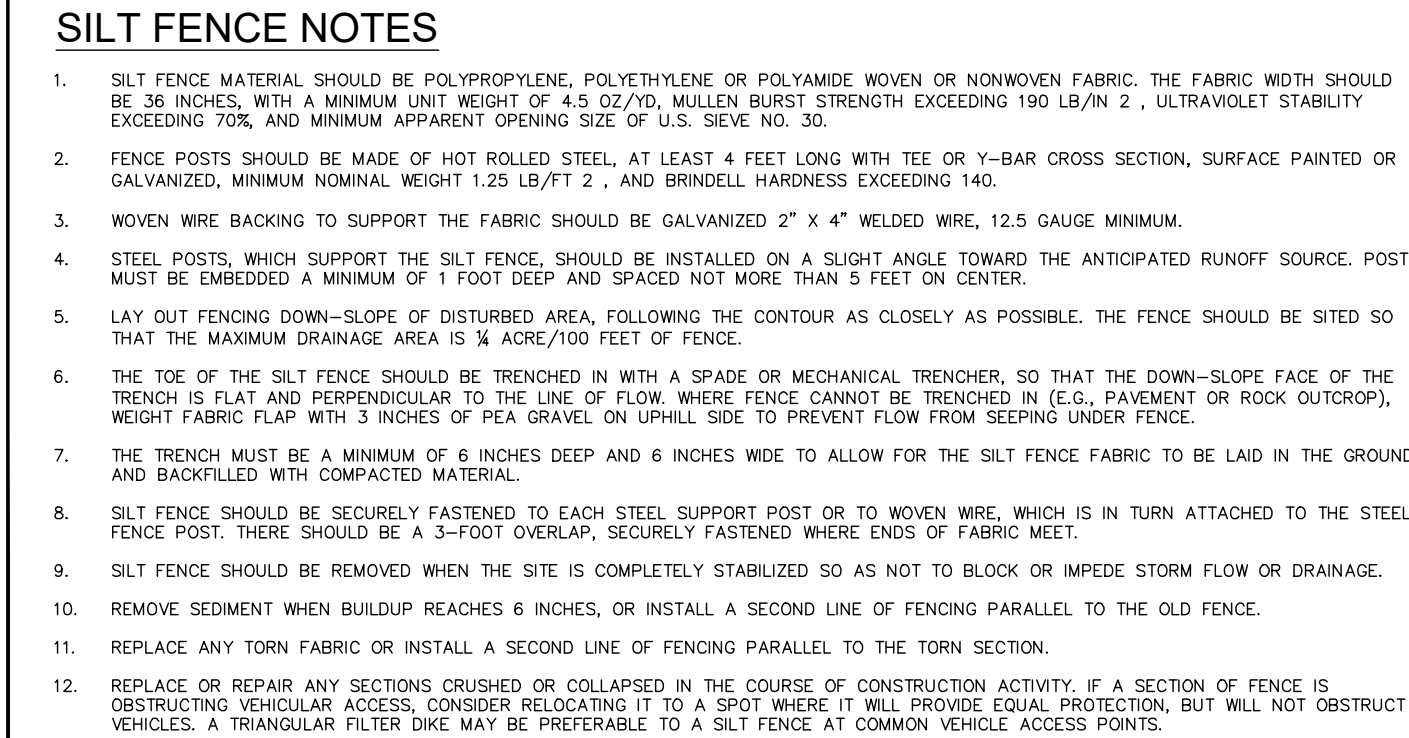 SILT FENCE NOTES
1. SILT FENCE MATERIAL SHOULD BE POLYPROPYLENE, POLYETHYLENE OR POLYAMIDE WOVEN OR NONWOVEN FABRIC. THE FABRIC WIDTH SHOULD
BE 36 INCHES, WITH A MINIMUM UNIT WEIGHT OF 4.5 OZ/YD, MULLEN BURST STRENGTH EXCEEDING 190 LB/IN 2 , ULTRAVIOLET STABILITY
EXCEEDING 70%, AND MINIMUM APPARENT OPENING SIZE OF U.S. SIEVE NO. 30.
2. FENCE POSTS SHOULD BE MADE OF HOT ROLLED STEEL, AT LEAST 4 FEET LONG WITH TEE OR Y-BAR CROSS SECTION, SURFACE PAINTED OR
GALVANIZED, MINIMUM NOMINAL WEIGHT 1.25 LB/FT 2 , AND BRINDELL HARDNESS EXCEEDING 140.
3. WOVEN WIRE BACKING TO SUPPORT THE FABRIC SHOULD BE GALVANIZED 2" X 4" WELDED WIRE, 12.5 GAUGE MINIMUM.
4. STEEL POSTS, WHICH SUPPORT THE SILT FENCE, SHOULD BE INSTALLED ON A SLIGHT ANGLE TOWARD THE ANTICIPATED RUNOFF SOURCE. POST
MUST BE EMBEDDED A MINIMUM OF 1 FOOT DEEP AND SPACED NOT MORE THAN 5 FEET ON CENTER.
5. LAY OUT FENCING DOWN-SLOPE OF DISTURBED AREA, FOLLOWING THE CONTOUR AS CLOSELY AS POSSIBLE. THE FENCE SHOULD BE SITED SO
THAT THE MAXIMUM DRAINAGE AREA IS ¼ ACRE/100 FEET OF FENCE.
6. THE TOE OF THE SILT FENCE SHOULD BE TRENCHED IN WITH A SPADE OR MECHANICAL TRENCHER, SO THAT THE DOWN-SLOPE FACE OF THE
TRENCH IS FLAT AND PERPENDICULAR TO THE LINE OF FLOW. WHERE FENCE CANNOT BE TRENCHED IN (E.G., PAVEMENT OR ROCK OUTCROP),
WEIGHT FABRIC FLAP WITH 3 INCHES OF PEA GRAVEL ON UPHILL SIDE TO PREVENT FLOW FROM SEEPING UNDER FENCE.
7. THE TRENCH MUST BE A MINIMUM OF 6 INCHES DEEP AND 6 INCHES WIDE TO ALLOW FOR THE SILT FENCE FABRIC TO BE LAID IN THE GROUND
AND BACKFILLED WITH COMPACTED MATERIAL.
8. SILT FENCE SHOULD BE SECURELY FASTENED TO EACH STEEL SUPPORT POST OR TO WOVEN WIRE, WHICH IS IN TURN ATTACHED TO THE STEEL
FENCE POST. THERE SHOULD BE A 3-FOOT OVERLAP, SECURELY FASTENED WHERE ENDS OF FABRIC MEET.
9. SILT FENCE SHOULD BE REMOVED WHEN THE SITE IS COMPLETELY STABILIZED SO AS NOT TO BLOCK OR IMPEDE STORM FLOW OR DRAINAGE.
10. REMOVE SEDIMENT WHEN BUILDUP REACHES 6 INCHES, OR INSTALL A SECOND LINE OF FENCING PARALLEL TO THE OLD FENCE.
11. REPLACE ANY TORN FABRIC OR INSTALL A SECOND LINE OF FENCING PARALLEL TO THE TORN SECTION.
12. REPLACE OR REPAIR ANY SECTIONS CRUSHED OR COLLAPSED IN THE COURSE OF CONSTRUCTION ACTIVITY. IF A SECTION OF FENCE IS
OBSTRUCTING VEHICULAR ACCESS, CONSIDER RELOCATING IT TO A SPOT WHERE IT WILL PROVIDE EQUAL PROTECTION, BUT WILL NOT OBSTRUCT
VEHICLES. A TRIANGULAR FILTER DIKE MAY BE PREFERABLE TO A SILT FENCE AT COMMON VEHICLE ACCESS POINTS.